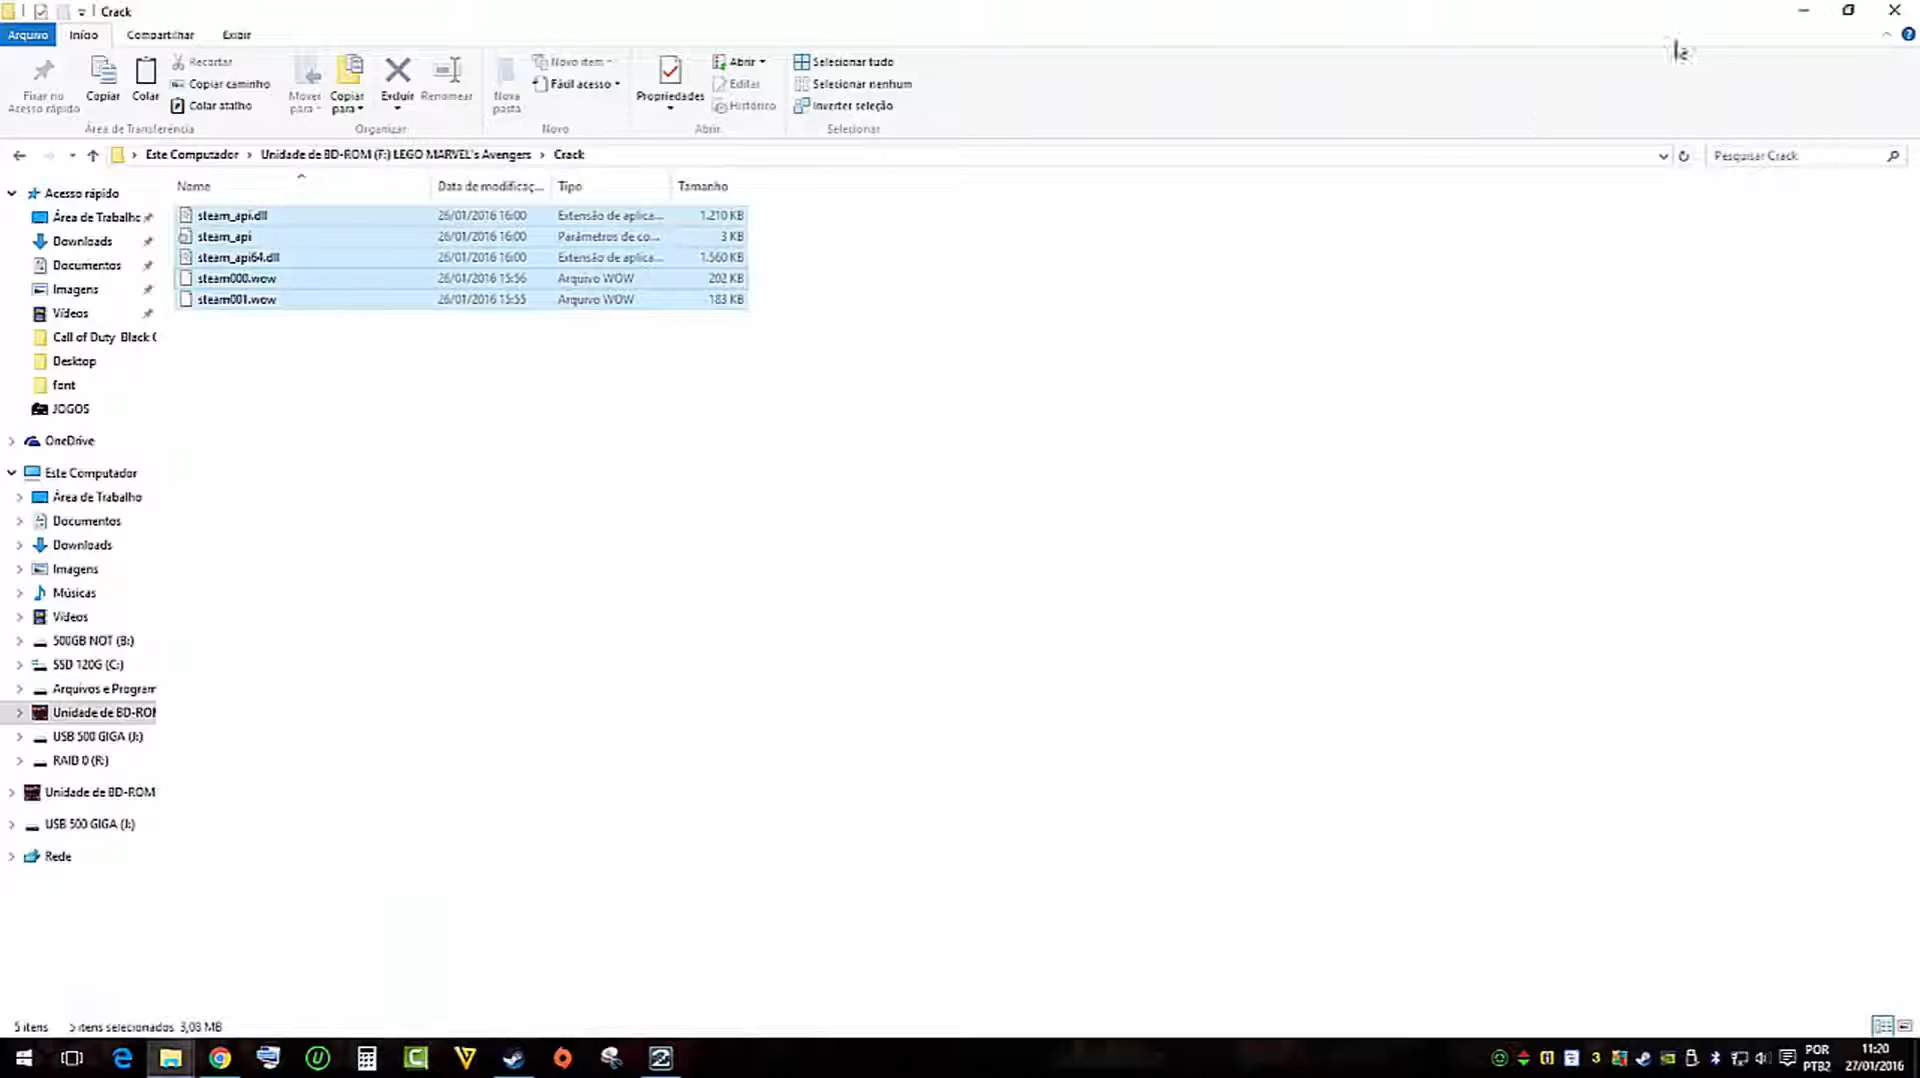 Crack
Arquivo Início Compartilhar Exibir
Fixar no Acesso rápido
Copiar
Colar
Recortar
Copiar caminho
Colar atalho
Área de Transferência
Mover para
Copiar para
Excluir
Renomear
Organizar
Nova pasta
Novo item
Fácil acesso
Novo
Propriedades
Abrir
Editar
Histórico
Abrir
Selecionar tudo
Selecionar nenhum
Inverter seleção
Selecionar
Este Computador > Unidade de BD-ROM (F:) LEGO MARVEL's Avengers > Crack
Pesquisar Crack
Nome Data de modificaç... Tipo Tamanho
steam_api.dll 26/01/2016 16:00 Extensão de aplica... 1.210 KB
steam_api 26/01/2016 16:00 Parâmetros de co... 3 KB
steam_api64.dll 26/01/2016 16:00 Extensão de aplica... 1.560 KB
steam000.wow 26/01/2016 15:56 Arquivo WOW 202 KB
steam001.wow 26/01/2016 15:55 Arquivo WOW 183 KB
Acesso rápido
Área de Trabalho
Downloads
Documentos
Imagens
Vídeos
Call of Duty Black
Desktop
font
JOGOS
OneDrive
Este Computador
Área de Trabalho
Documentos
Downloads
Imagens
Músicas
Vídeos
500GB NOT (B:)
SSD 120G (C:)
Arquivos e Program
Unidade de BD-ROM
USB 500 GIGA (J:)
RAID 0 (R:)
Unidade de BD-ROM
USB 500 GIGA (J:)
Rede
5 itens 5 itens selecionados 3,08 MB
3
POR
PTB2
11:20
27/01/2016